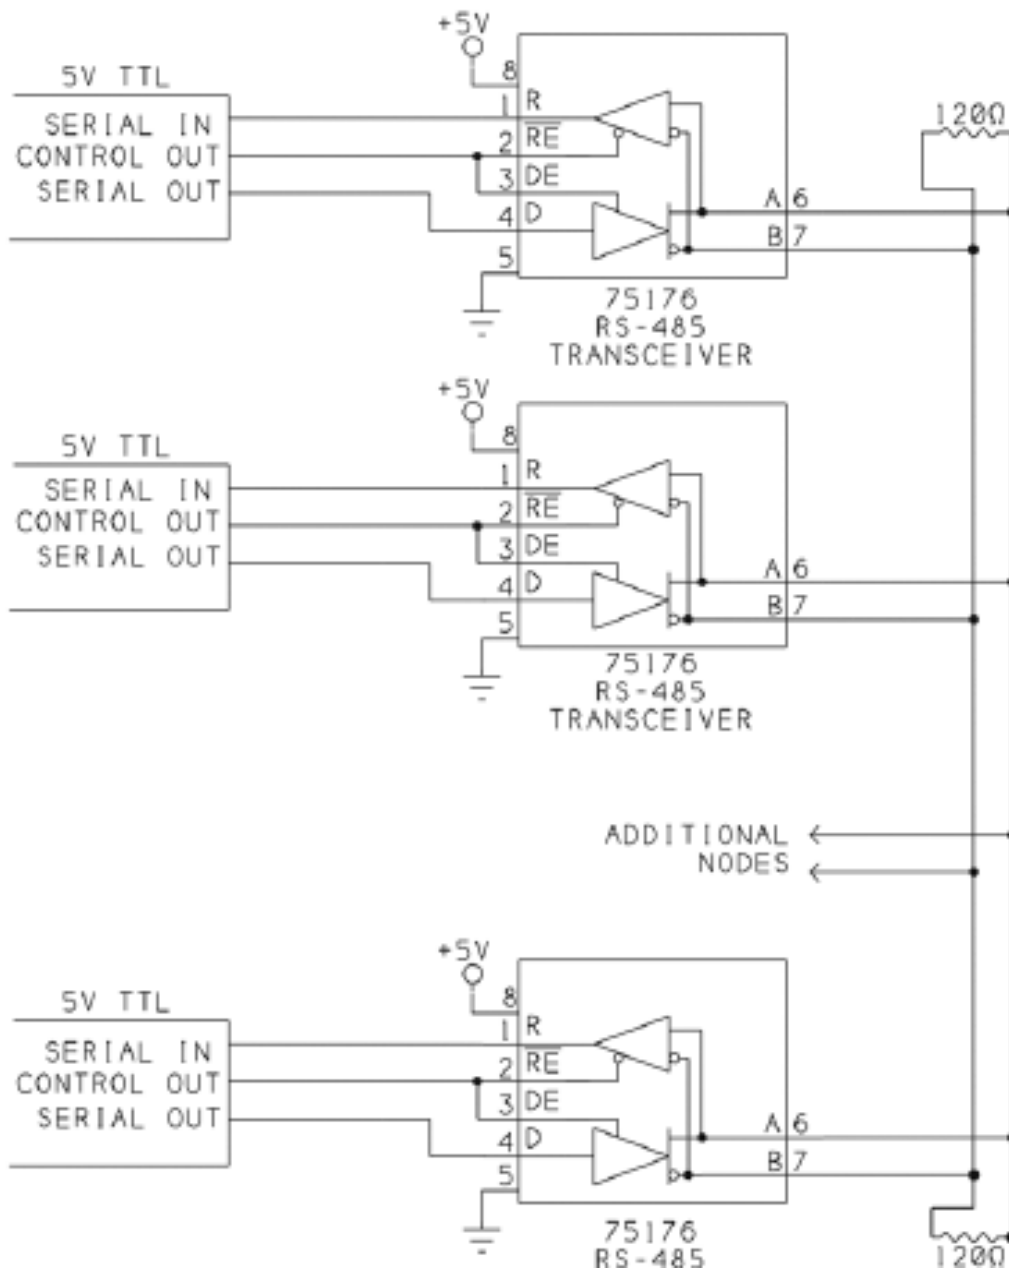 +5V
5V TTL
SERIAL IN
CONTROL OUT
SERIAL OUT
8
1 R
2 RE
3 DE
4 D
5
A 6
B 7
120Ω
75176
RS-485
TRANSCEIVER
+5V
5V TTL
SERIAL IN
CONTROL OUT
SERIAL OUT
8
1 R
2 RE
3 DE
4 D
5
A 6
B 7
75176
RS-485
TRANSCEIVER
ADDITIONAL
NODES
+5V
5V TTL
SERIAL IN
CONTROL OUT
SERIAL OUT
8
1 R
2 RE
3 DE
4 D
5
A 6
B 7
75176
RS-485
120Ω